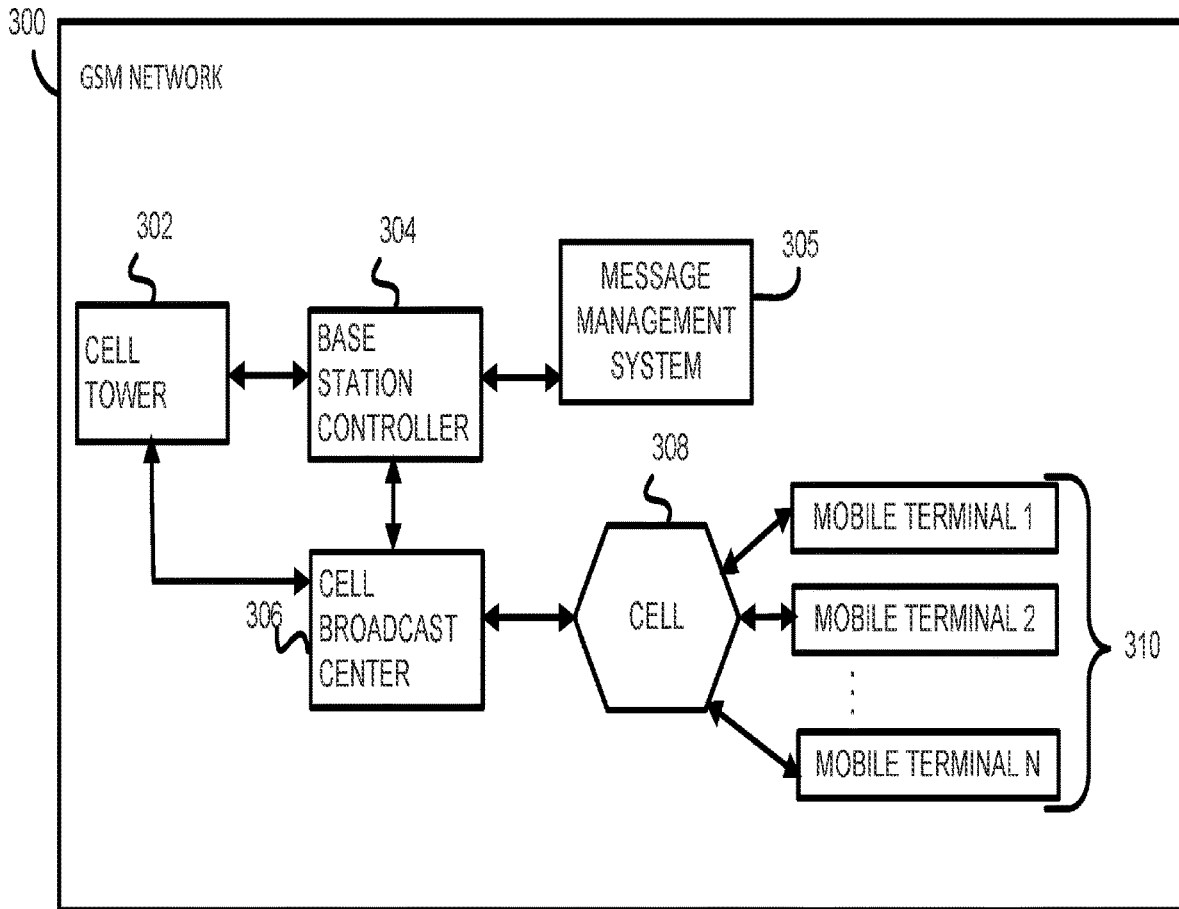 300
GSM NETWORK
302
304
305
MESSAGE
MANAGEMENT
SYSTEM
CELL
TOWER
BASE
STATION
CONTROLLER
308
MOBILE TERMINAL 1
CELL
BROADCAST
CENTER
306
CELL
MOBILE TERMINAL 2
310
MOBILE TERMINAL N